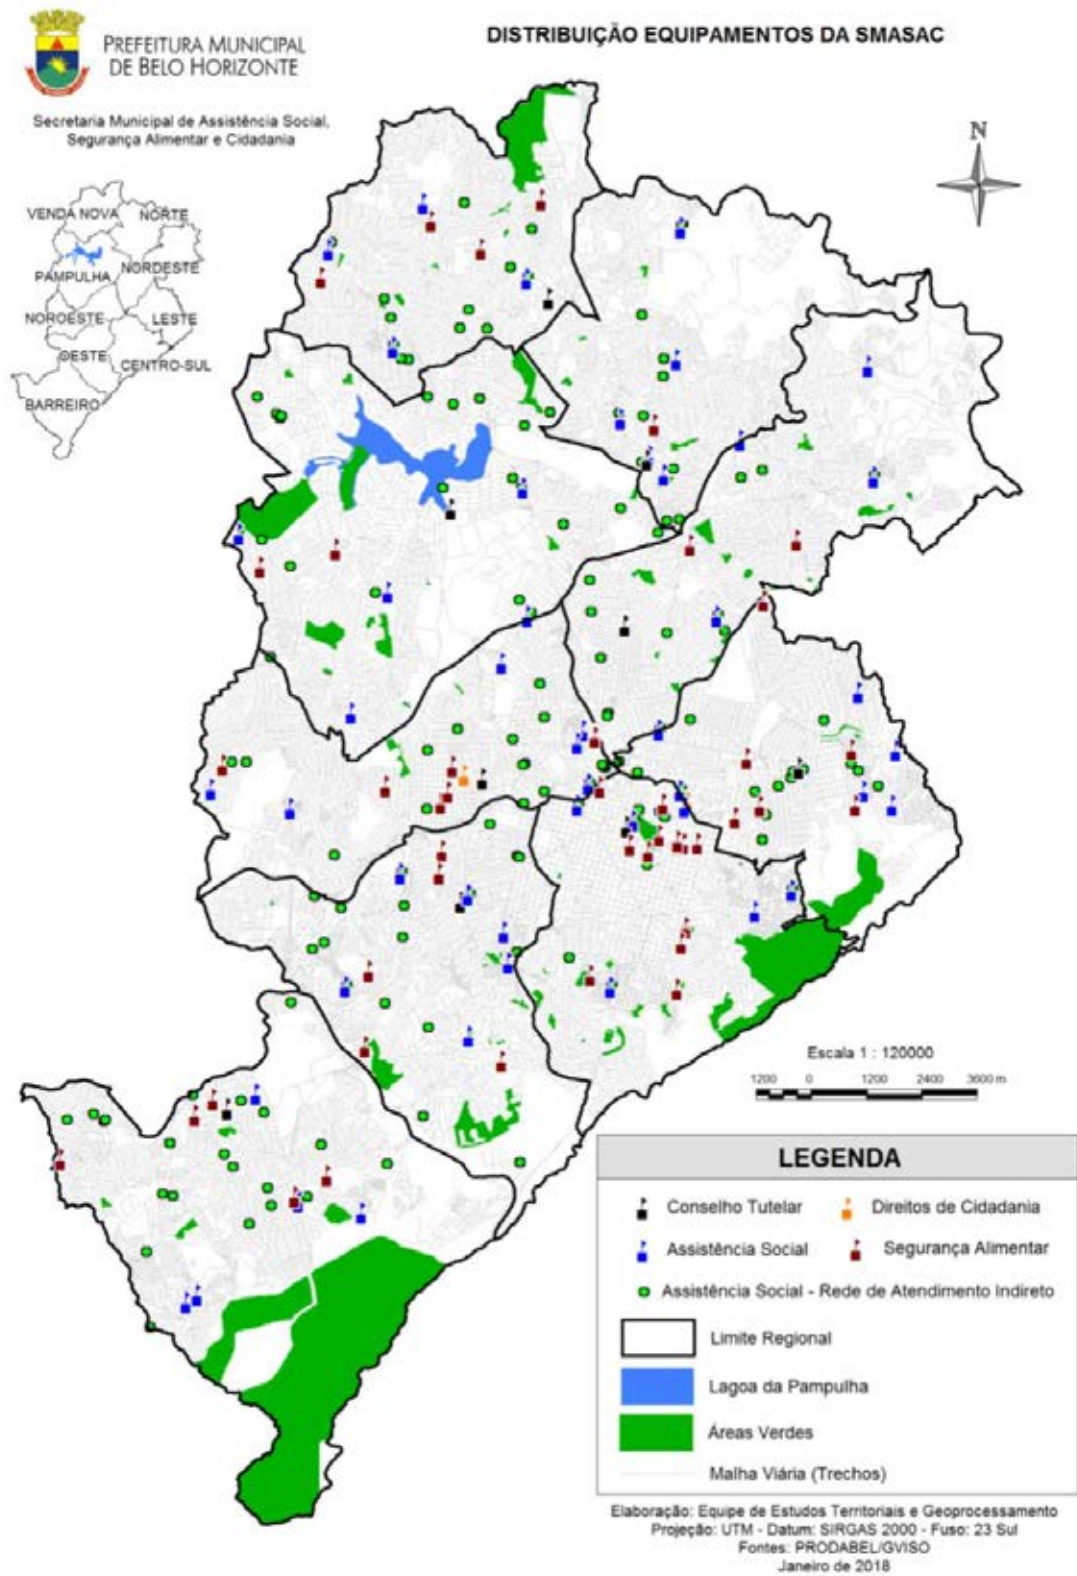 PREFEITURA MUNICIPAL
DE BELO HORIZONTE
DISTRIBUIÇÃO EQUIPAMENTOS DA SMASAC
Secretaria Municipal de Assistência Social,
Segurança Alimentar e Cidadania
N
VENDA NOVA
NORTE
PAMPULHA
NORDESTE
NOROESTE
LESTE
OESTE
CENTRO-SUL
BARREIRO
Escala 1 : 120000
1200 0 1200 2400 3600 m
LEGENDA
Conselho Tutelar
Direitos de Cidadania
Assistência Social
Segurança Alimentar
Assistência Social - Rede de Atendimento Indireto
Limite Regional
Lagoa da Pampulha
Áreas Verdes
Malha Viária (Trechos)
Elaboração: Equipe de Estudos Territoriais e Geoprocessamento
Projeção: UTM - Datum: SIRGAS 2000 - Fuso: 23 Sul
Fontes: PRODABEL/GVISO
Janeiro de 2018